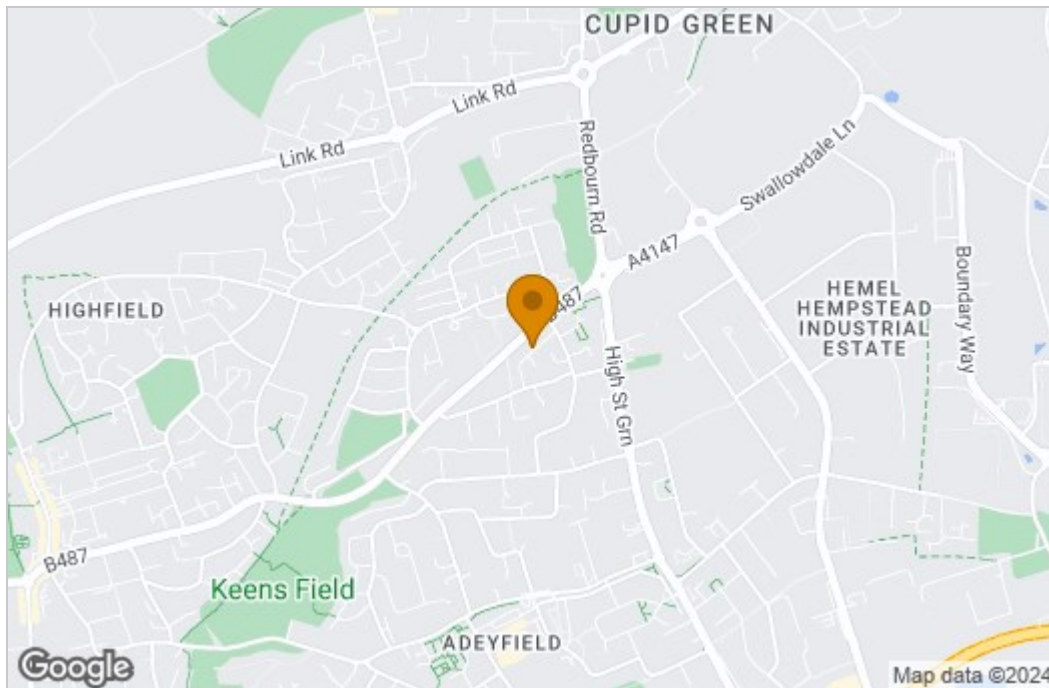 CUPID GREEN
Link Rd
Link Rd
Redbourn Rd
Swallowdale Ln
A4147
Boundary Way
HIGHFIELD
B487
HEMEL
HEMPSTEAD
INDUSTRIAL
ESTATE
High St Grn
B487
Keens Field
ADEYFIELD
Google
Map data ©2024